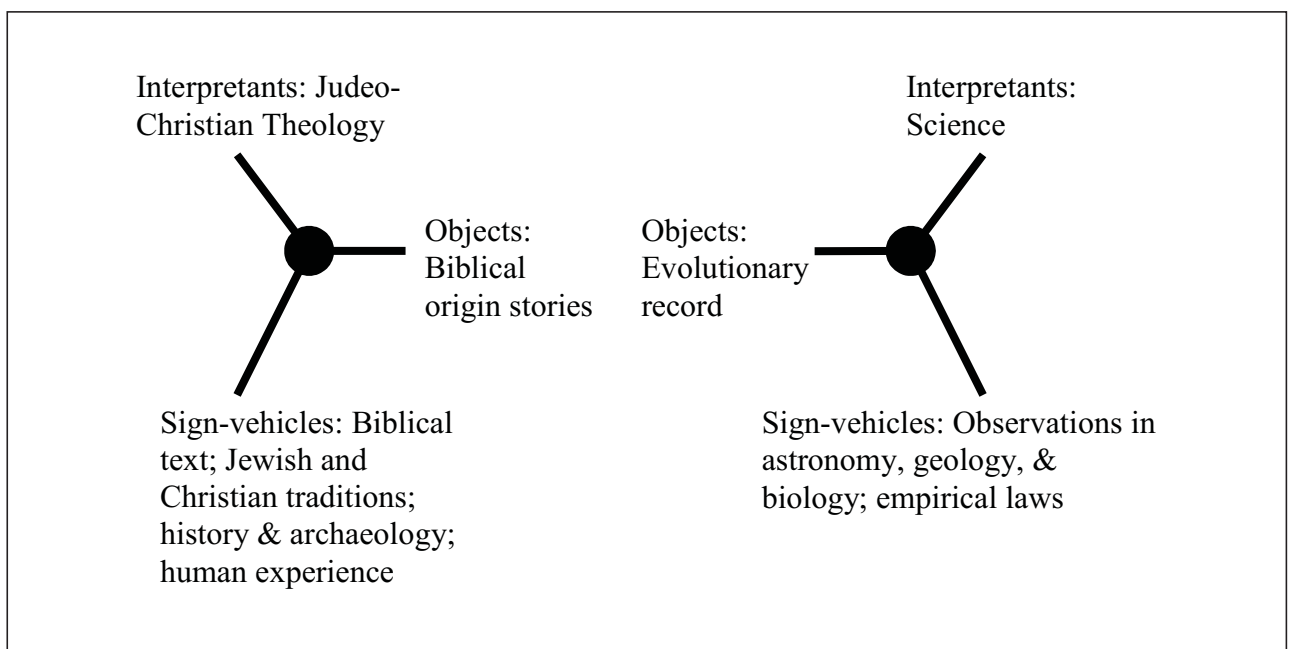 Interpretants: Judeo-
Christian Theology
Interpretants:
Science
Objects:
Biblical
origin stories
Objects:
Evolutionary
record
Sign-vehicles: Biblical
text; Jewish and
Christian traditions;
history & archaeology;
human experience
Sign-vehicles: Observations in
astronomy, geology, &
biology; empirical laws